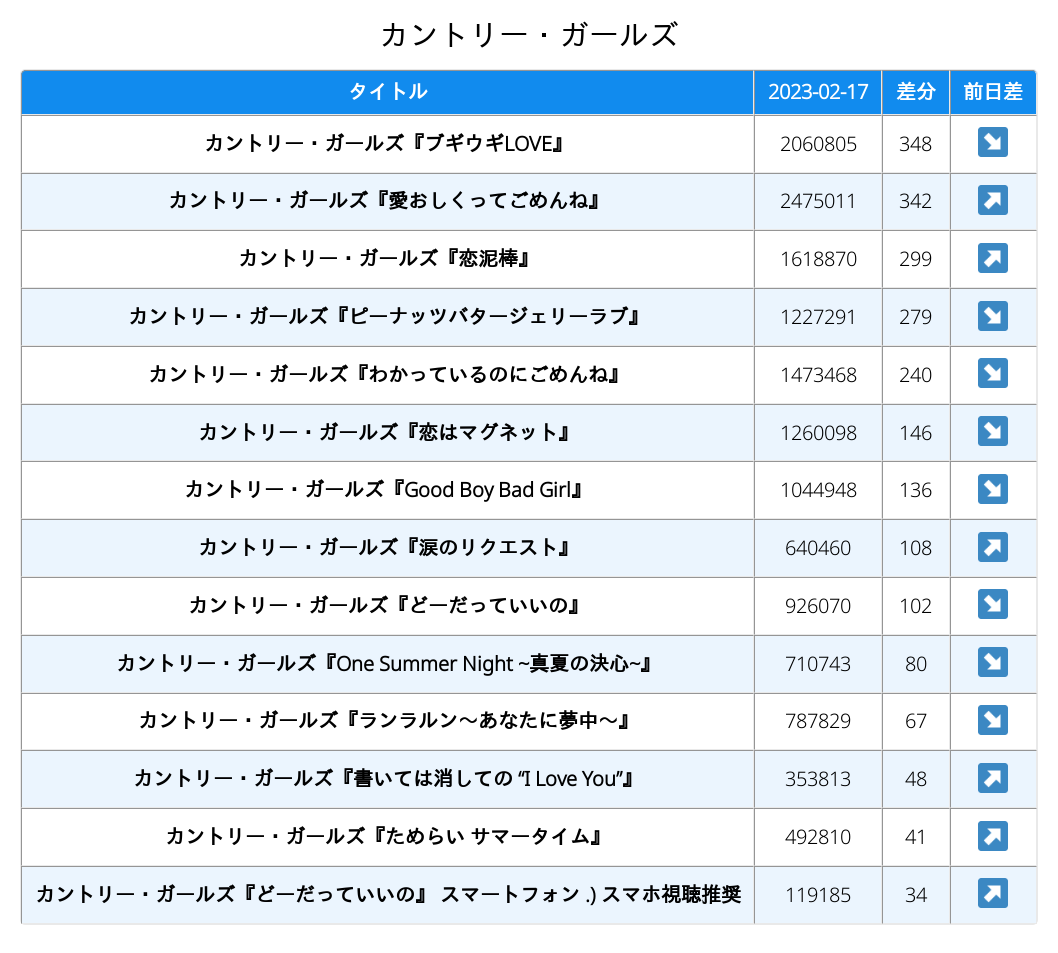 カントリー・ガールズ
タイトル 2023-02-17 差分 前日差
カントリー・ガールズ『ブギウギLOVE』 2060805 348
カントリー・ガールズ『愛おしくってごめんね』 2475011 342
カントリー・ガールズ『恋泥棒』 1618870 299
カントリー・ガールズ『ピーナッツバタージェリーラブ』 1227291 279
カントリー・ガールズ『わかっているのにごめんね』 1473468 240
カントリー・ガールズ『恋はマグネット』 1260098 146
カントリー・ガールズ『Good Boy Bad Girl』 1044948 136
カントリー・ガールズ『涙のリクエスト』 640460 108
カントリー・ガールズ『どーだっていいの』 926070 102
カントリー・ガールズ『One Summer Night ~真夏の決心~』 710743 80
カントリー・ガールズ『ランラルン〜あなたに夢中〜』 787829 67
カントリー・ガールズ『書いては消しての “I Love You”』 353813 48
カントリー・ガールズ『ためらい サマータイム』 492810 41
カントリー・ガールズ『どーだっていいの』 スマートフォン .) スマホ視聴推奨 119185 34